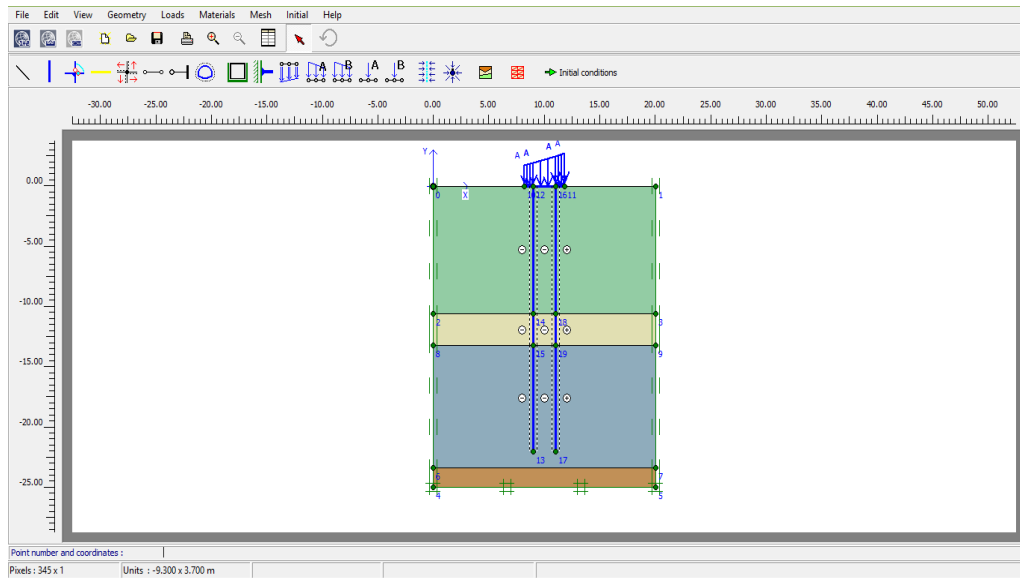 File Edit View Geometry Loads Materials Mesh Initial Help
A B A B Initial conditions
-30.00 -25.00 -20.00 -15.00 -10.00 -5.00 0.00 5.00 10.00 15.00 20.00 25.00 30.00 35.00 40.00 45.00 50.00
A A A A
Y
0.00
X
0 1
-5.00
-10.00
2 14 18 3
8 15 19 9
-15.00
-20.00
13 17
6 7
-25.00
4 5
Point number and coordinates :
Pixels : 345 x 1 Units : -9.300 x 3.700 m